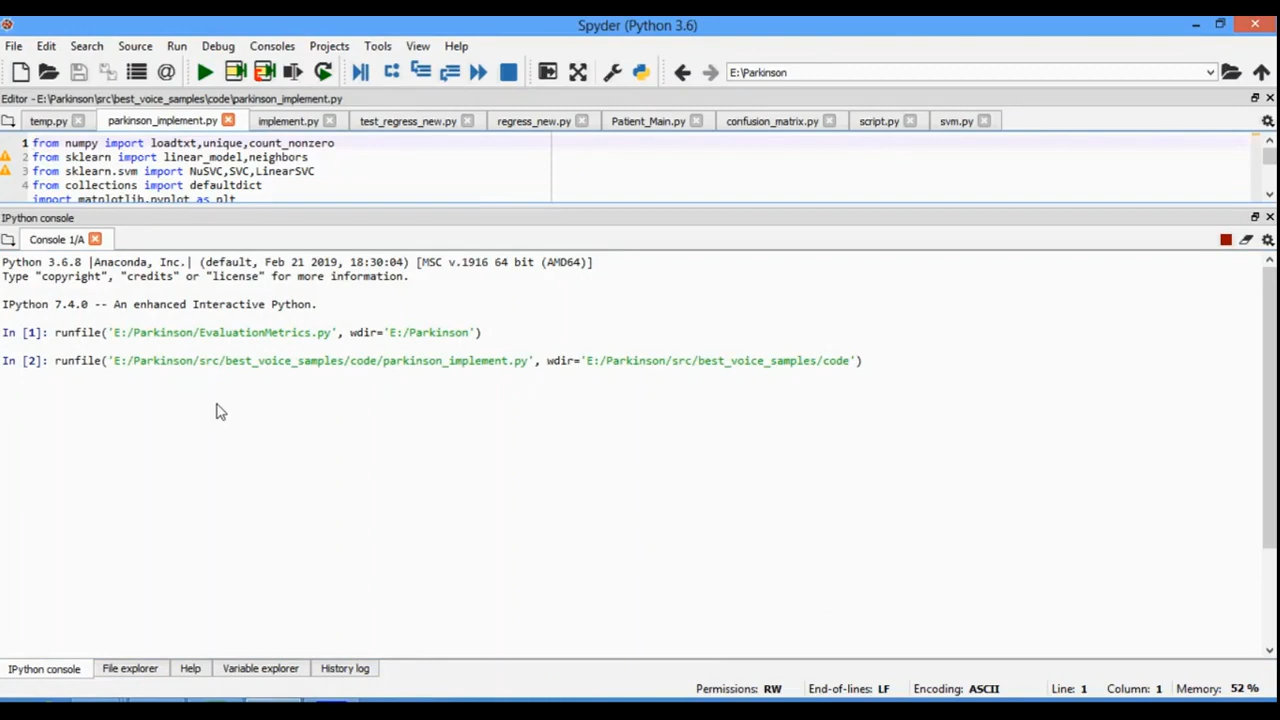 Spyder (Python 3.6)
File Edit Search Source Run Debug Consoles Projects Tools View Help
E:\Parkinson
Editor - E:\Parkinson\src\best_voice_samples\code\parkinson_implement.py
temp.py parkinson_implement.py implement.py test_regress_new.py regress_new.py Patient_Main.py confusion_matrix.py script.py svm.py
1 from numpy import loadtxt,unique,count_nonzero
2 from sklearn import linear_model,neighbors
3 from sklearn.svm import NuSVC,SVC,LinearSVC
4 from collections import defaultdict
import matplotlib.pyplot as plt
IPython console
Console 1/A
Python 3.6.8 |Anaconda, Inc.| (default, Feb 21 2019, 18:30:04) [MSC v.1916 64 bit (AMD64)]
Type "copyright", "credits" or "license" for more information.
IPython 7.4.0 -- An enhanced Interactive Python.
In [1]: runfile('E:/Parkinson/EvaluationMetrics.py', wdir='E:/Parkinson')
In [2]: runfile('E:/Parkinson/src/best_voice_samples/code/parkinson_implement.py', wdir='E:/Parkinson/src/best_voice_samples/code')
IPython console File explorer Help Variable explorer History log
Permissions: RW End-of-lines: LF Encoding: ASCII Line: 1 Column: 1 Memory: 52 %